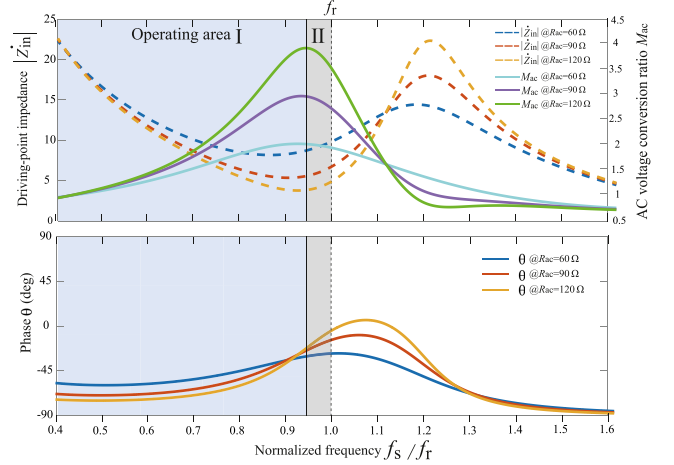 fr
Operating area I
II
Driving-point impedance |Żin|
25
20
15
10
5
0
|Żin| @Rac=60 Ω
|Żin| @Rac=90 Ω
|Żin| @Rac=120 Ω
Mac @Rac=60 Ω
Mac @Rac=90 Ω
Mac @Rac=120 Ω
4.5
4
3.5
3
2.5
2
1.5
1
0.5
AC voltage conversion ratio Mac
Phase θ (deg)
90
45
0
-45
-90
θ @Rac=60 Ω
θ @Rac=90 Ω
θ @Rac=120 Ω
0.4 0.5 0.6 0.7 0.8 0.9 1.0 1.1 1.2 1.3 1.4 1.5 1.6
Normalized frequency fs /fr